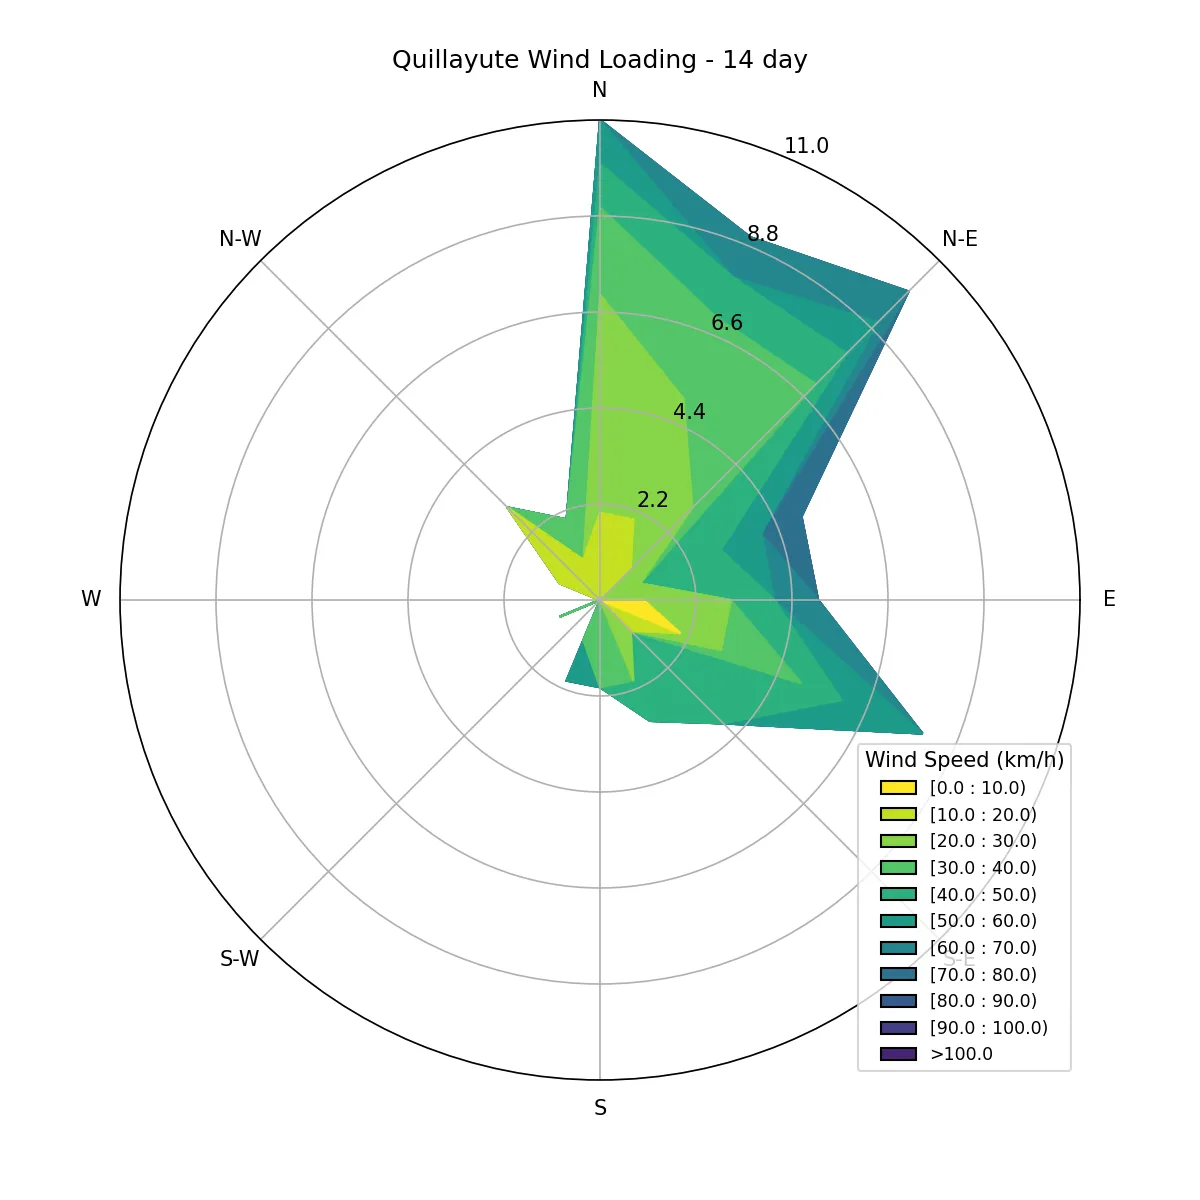 Quillayute Wind Loading - 14 day
N
11.0
N-W
8.8
N-E
6.6
4.4
2.2
W
E
S-W
S-E
S
Wind Speed (km/h)
[0.0 : 10.0)
[10.0 : 20.0)
[20.0 : 30.0)
[30.0 : 40.0)
[40.0 : 50.0)
[50.0 : 60.0)
[60.0 : 70.0)
[70.0 : 80.0)
[80.0 : 90.0)
[90.0 : 100.0)
>100.0